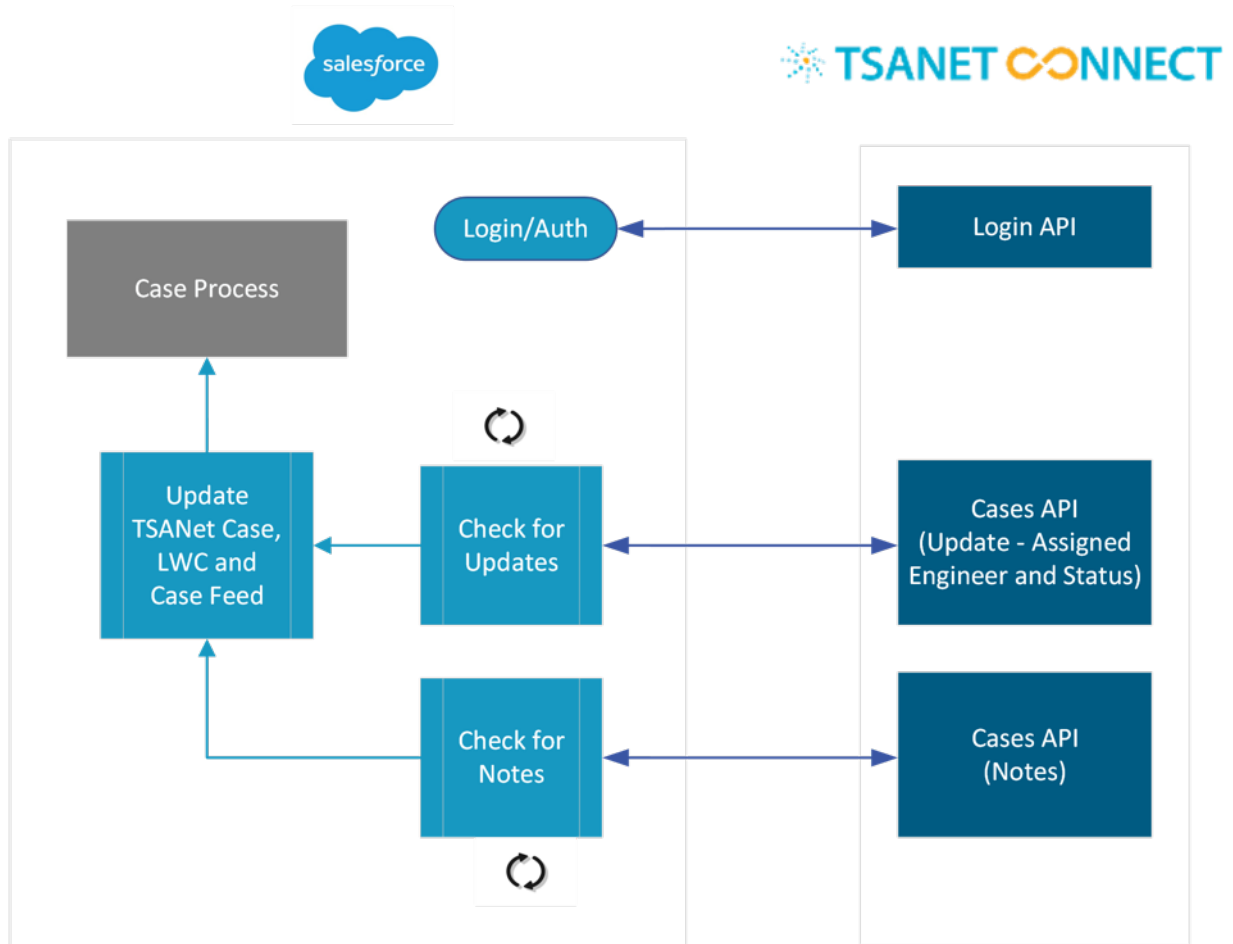 salesforce
TSANET CONNECT
Login/Auth
Login API
Case Process
Update
TSANet Case,
LWC and
Case Feed
Check for
Updates
Cases API
(Update - Assigned
Engineer and Status)
Check for
Notes
Cases API
(Notes)